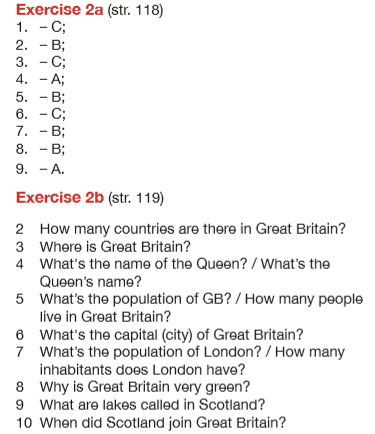 Exercise 2a (str. 118)
1. – C;
2. – B;
3. – C;
4. – A;
5. – B;
6. – C;
7. – B;
8. – B;
9. – A.
Exercise 2b (str. 119)
2 How many countries are there in Great Britain?
3 Where is Great Britain?
4 What's the name of the Queen? / What's the
Queen's name?
5 What's the population of GB? / How many people
live in Great Britain?
6 What's the capital (city) of Great Britain?
7 What's the population of London? / How many
inhabitants does London have?
8 Why is Great Britain very green?
9 What are lakes called in Scotland?
10 When did Scotland join Great Britain?